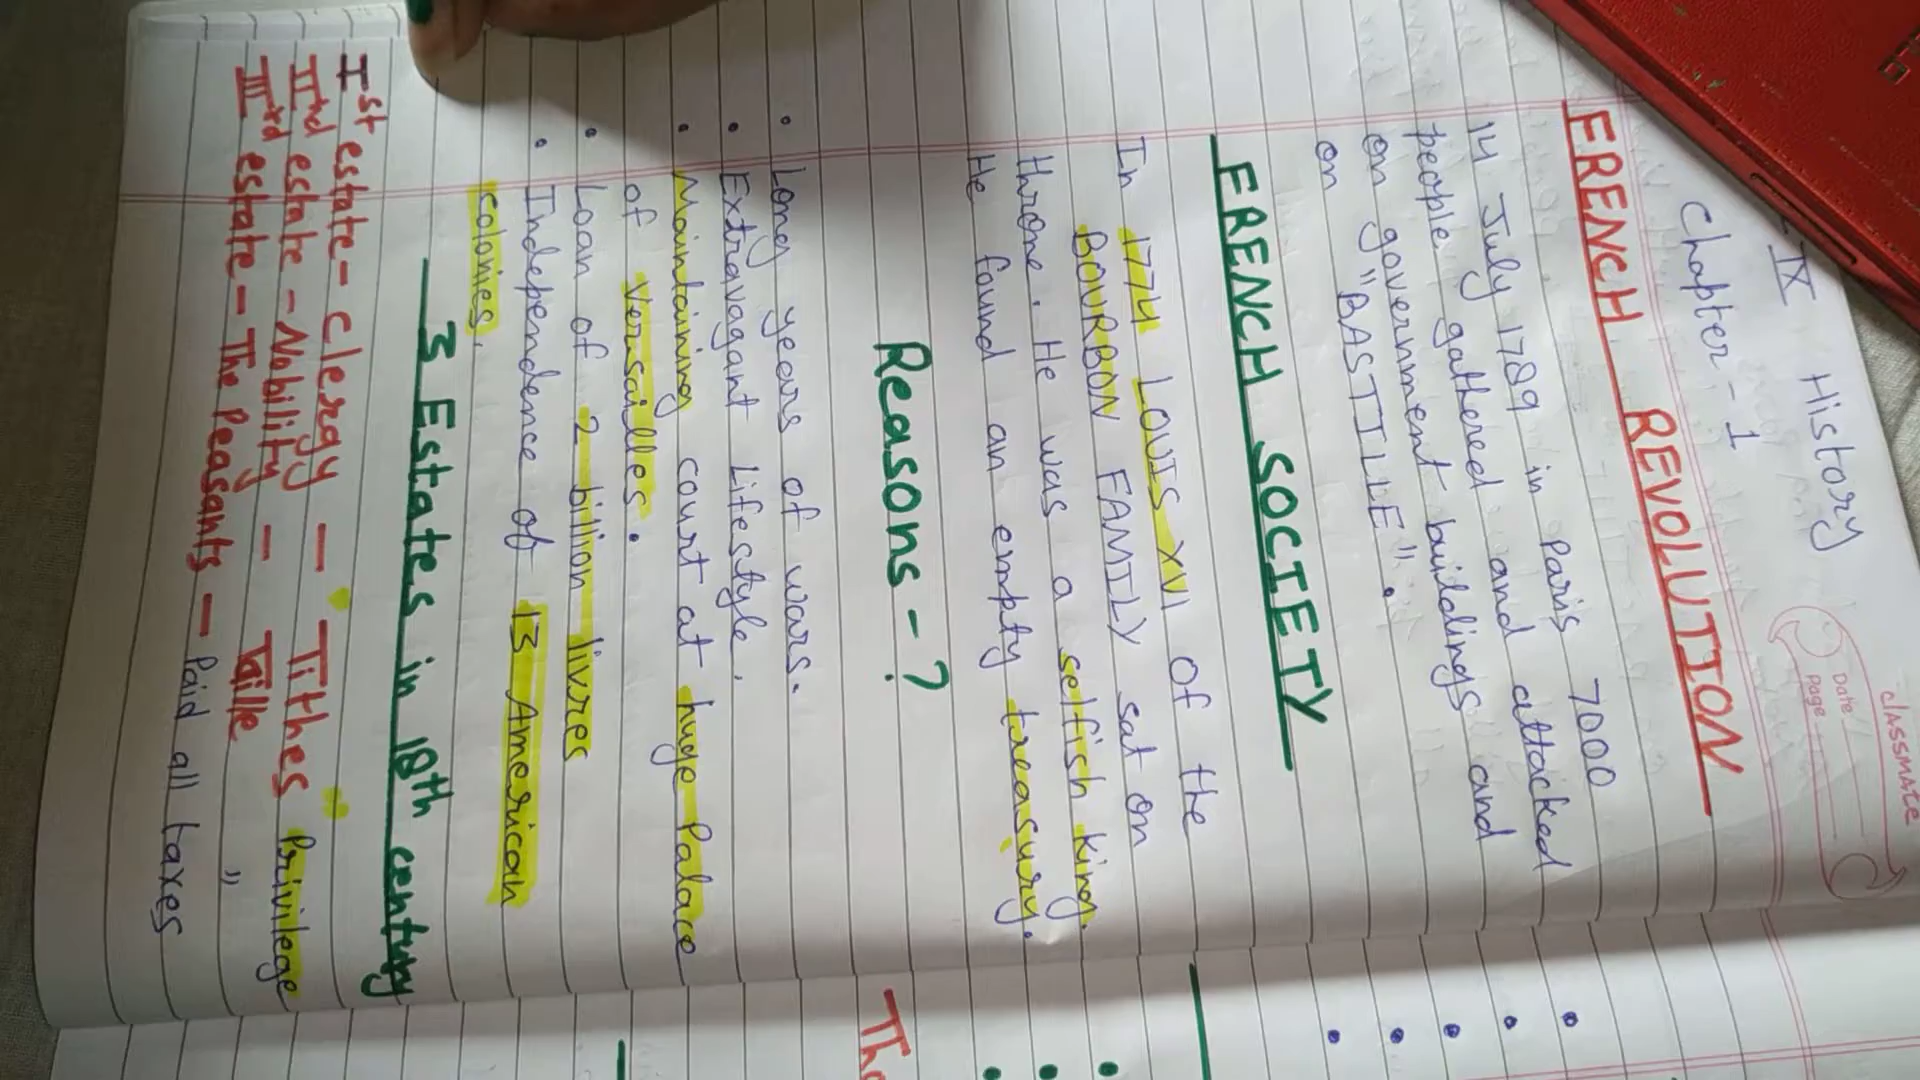 IX History
Chapter - 1
classmate
Date
Page
FRENCH REVOLUTION
14 July 1789 in Paris 7000
people gathered and attacked
on government buildings and
on "BASTILLE".
FRENCH SOCIETY
In 1774 LOUIS XVI of the
BOURBON FAMILY sat on
throne. He was a selfish king.
He found an empty treasury.
Reasons - ?
• Long years of wars.
• Extravagant Lifestyle.
• Maintaining court at huge Palace
of Versailles.
• Loan of 2 billion livres
• Independence of 13 American
colonies.
3 Estates in 18th century
Ist estate - Clergy — Tithes Privilege
IInd estate - Nobility — Taille "
IIIrd estate - The Peasants — Paid all taxes